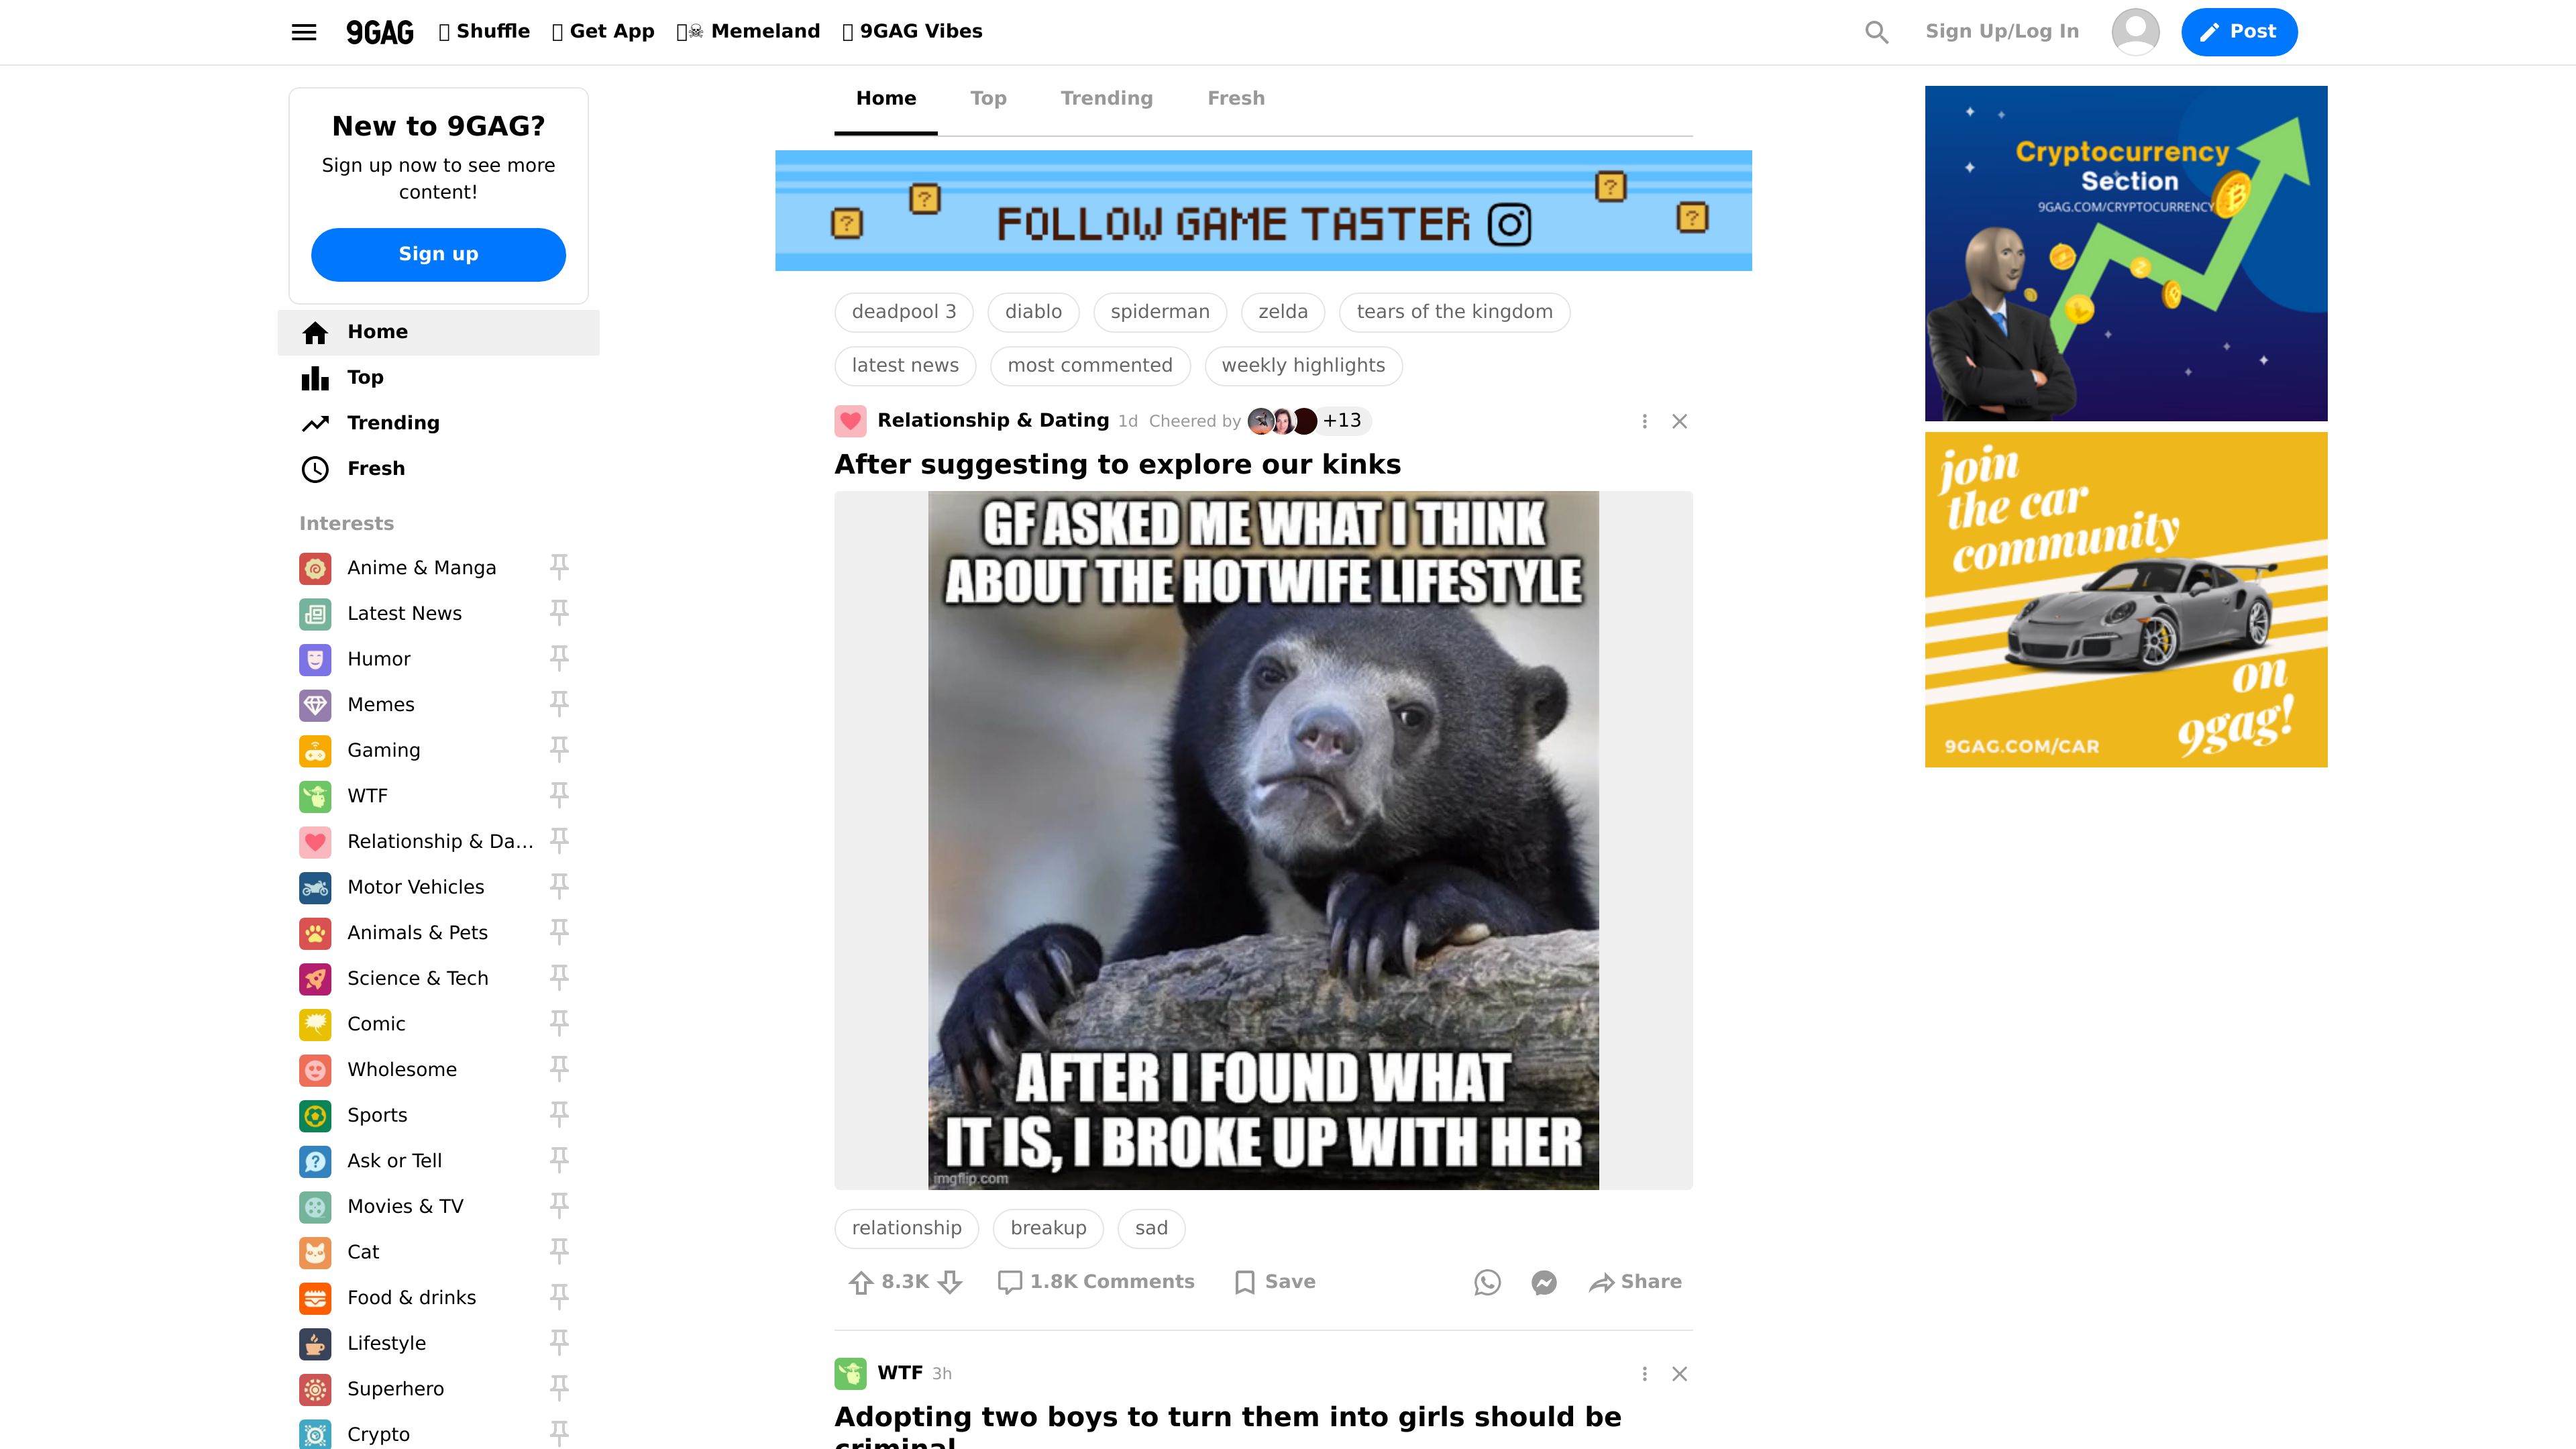 9GAG
Shuffle
Get App
Memeland
9GAG Vibes
Sign Up/Log In
Post
New to 9GAG?
Sign up now to see more
content!
Sign up
Home
Top
Trending
Fresh
Interests
Anime & Manga
Latest News
Humor
Memes
Gaming
WTF
Relationship & Da...
Motor Vehicles
Animals & Pets
Science & Tech
Comic
Wholesome
Sports
Ask or Tell
Movies & TV
Cat
Food & drinks
Lifestyle
Superhero
Crypto
Home
Top
Trending
Fresh
FOLLOW GAME TASTER
deadpool 3
diablo
spiderman
zelda
tears of the kingdom
latest news
most commented
weekly highlights
Relationship & Dating 1d Cheered by +13
After suggesting to explore our kinks
GF ASKED ME WHAT I THINK
ABOUT THE HOTWIFE LIFESTYLE
AFTER I FOUND WHAT
IT IS, I BROKE UP WITH HER
imgflip.com
relationship
breakup
sad
8.3K
1.8K Comments
Save
Share
WTF 3h
Adopting two boys to turn them into girls should be
criminal
Cryptocurrency
Section
9GAG.COM/CRYPTOCURRENCY
join
the car
community
on
9gag!
9GAG.COM/CAR